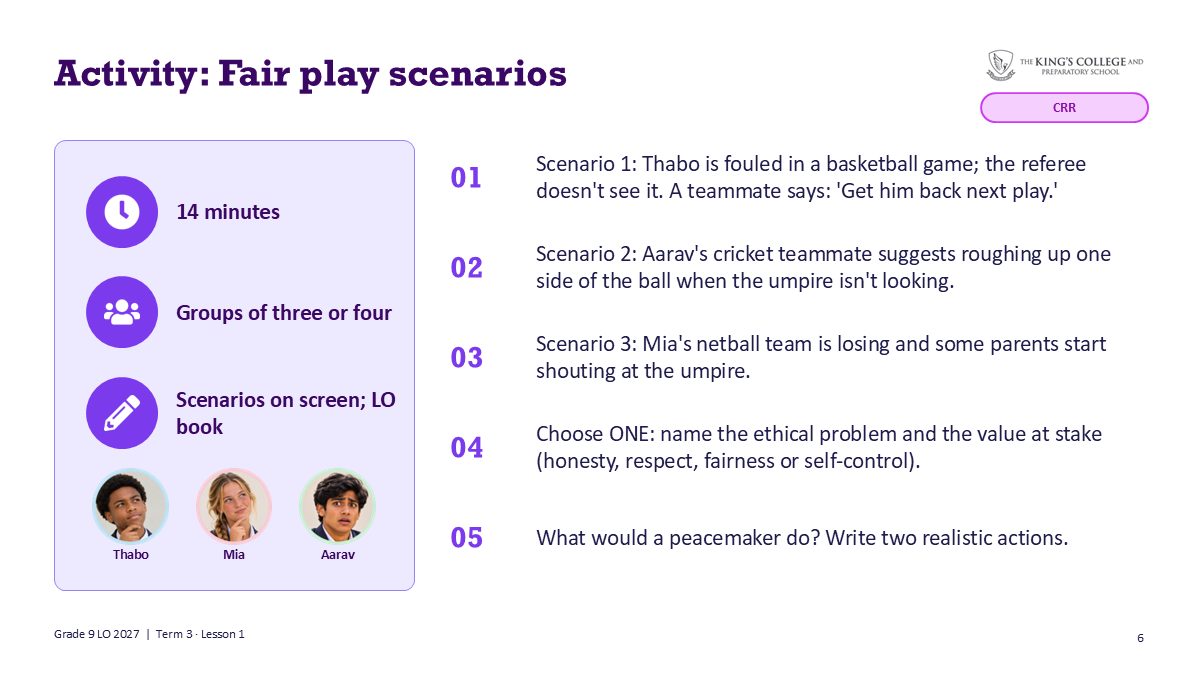 Activity: Fair play scenarios
THE KING'S COLLEGE AND
PREPARATORY SCHOOL
CRR
14 minutes
Groups of three or four
Scenarios on screen; LO
book
Thabo
Mia
Aarav
01
Scenario 1: Thabo is fouled in a basketball game; the referee
doesn't see it. A teammate says: 'Get him back next play.'
02
Scenario 2: Aarav's cricket teammate suggests roughing up one
side of the ball when the umpire isn't looking.
03
Scenario 3: Mia's netball team is losing and some parents start
shouting at the umpire.
04
Choose ONE: name the ethical problem and the value at stake
(honesty, respect, fairness or self-control).
05
What would a peacemaker do? Write two realistic actions.
Grade 9 LO 2027 | Term 3 · Lesson 1
6